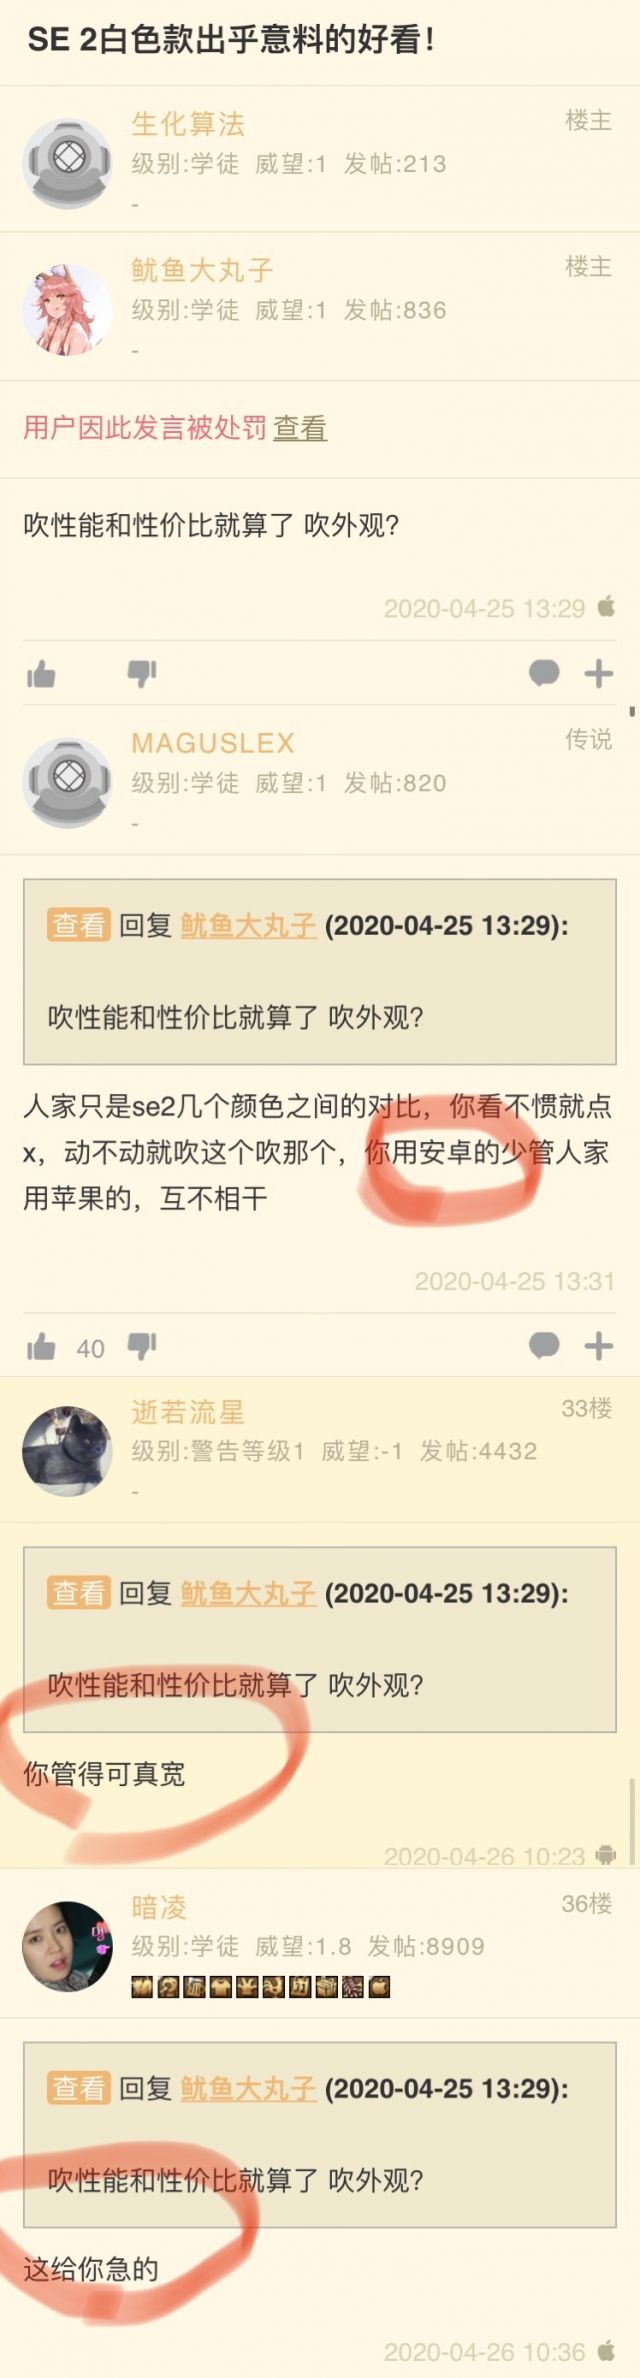 SE 2白色款出乎意料的好看！
生化算法
楼主
级别:学徒 威望:1 发帖:213
-
鱿鱼大丸子
楼主
级别:学徒 威望:1 发帖:836
-
用户因此发言被处罚 查看
吹性能和性价比就算了 吹外观？
2020-04-25 13:29
MAGUSLEX
传说
级别:学徒 威望:1 发帖:820
-
查看 回复 鱿鱼大丸子 (2020-04-25 13:29):
吹性能和性价比就算了 吹外观？
人家只是se2几个颜色之间的对比，你看不惯就点
x，动不动就吹这个吹那个，你用安卓的少管人家
用苹果的，互不相干
2020-04-25 13:31
40
逝若流星
33楼
级别:警告等级1 威望:-1 发帖:4432
-
查看 回复 鱿鱼大丸子 (2020-04-25 13:29):
吹性能和性价比就算了 吹外观？
你管得可真宽
2020-04-26 10:23
暗凌
36楼
级别:学徒 威望:1.8 发帖:8909
查看 回复 鱿鱼大丸子 (2020-04-25 13:29):
吹性能和性价比就算了 吹外观？
这给你急的
2020-04-26 10:36